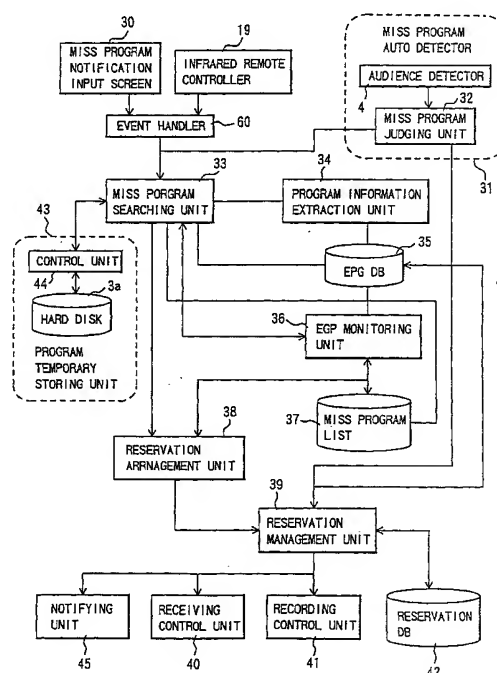 30
19
MISS PROGRAM
NOTIFICATION
INPUT SCREEN
INFRARED REMOTE
CONTROLLER
MISS PROGRAM
AUTO DETECTOR
AUDIENCE DETECTOR
4
32
MISS PROGRAM
JUDGING UNIT
31
EVENT HANDLER
60
33
34
MISS PORGRAM
SEARCHING UNIT
PROGRAM INFORMATION
EXTRACTION UNIT
43
CONTROL UNIT
44
3a
HARD DISK
PROGRAM
TEMPORARY
STORING UNIT
35
EPG DB
36
EGP MONITORING
UNIT
37
MISS PROGRAM
LIST
38
RESERVATION
ARRNAGEMENT UNIT
39
RESERVATION
MANAGEMENT UNIT
NOTIFYING
UNIT
45
RECEIVING
CONTROL UNIT
40
RECORDING
CONTROL UNIT
41
RESERVATION
DB
42